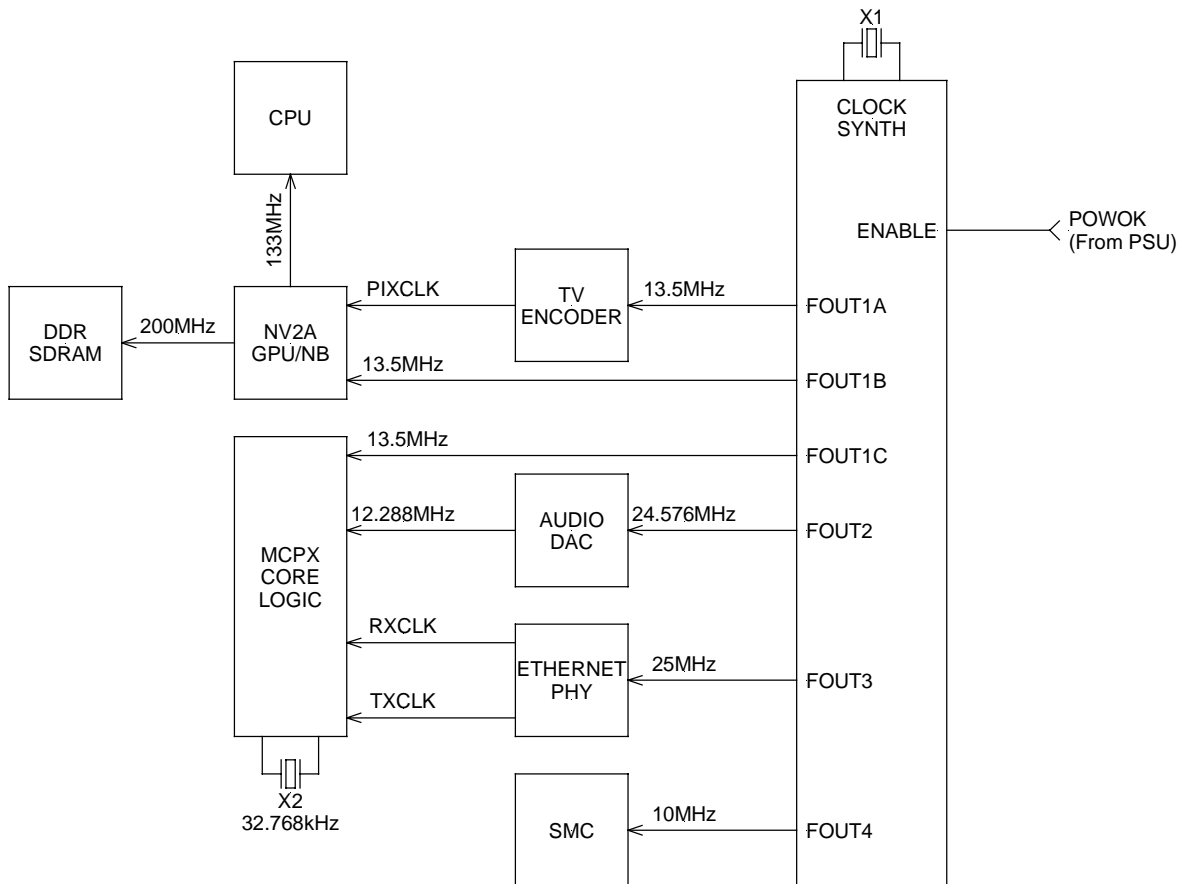 X1
CLOCK
SYNTH
CPU
133MHz
ENABLE
POWOK
(From PSU)
DDR
SDRAM
200MHz
NV2A
GPU/NB
PIXCLK
TV
ENCODER
13.5MHz
FOUT1A
13.5MHz
FOUT1B
13.5MHz
FOUT1C
MCPX
CORE
LOGIC
12.288MHz
AUDIO
DAC
24.576MHz
FOUT2
RXCLK
TXCLK
ETHERNET
PHY
25MHz
FOUT3
X2
32.768kHz
SMC
10MHz
FOUT4